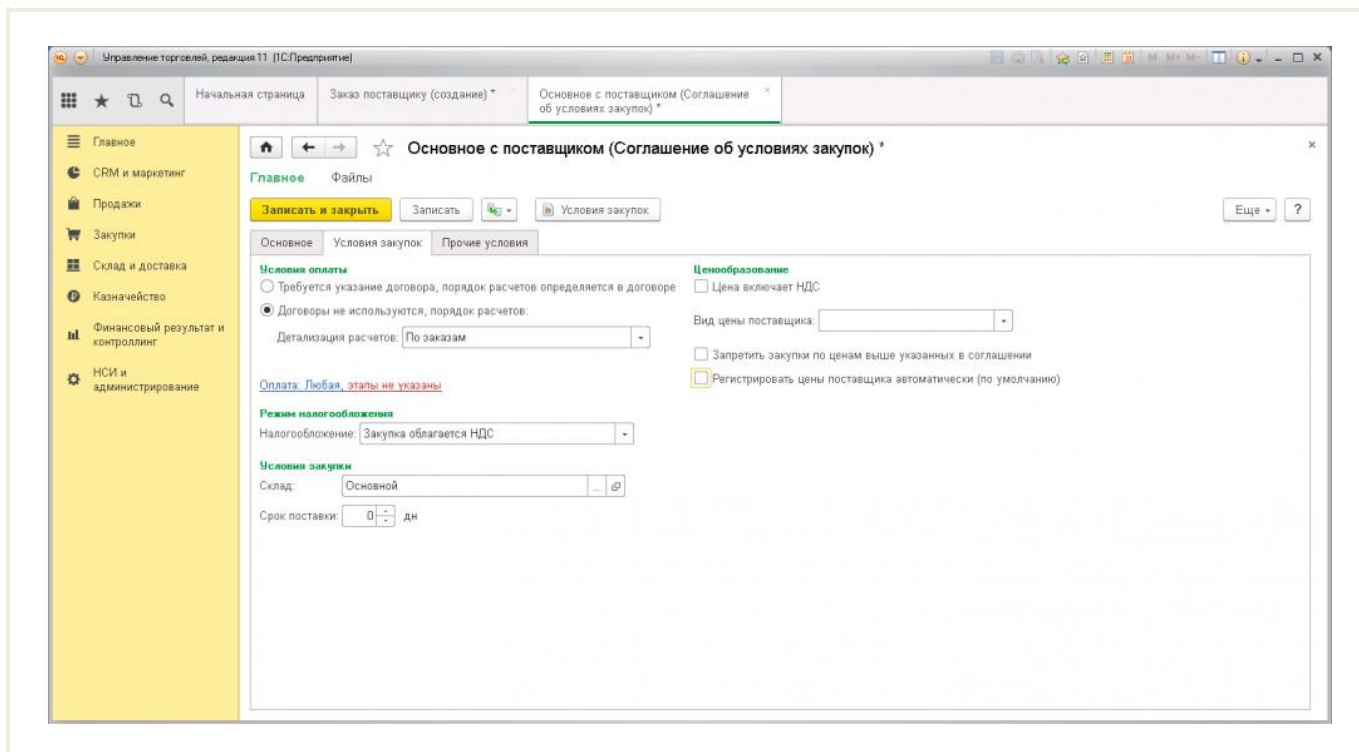 Управление торговлей, редакция 11 (1С:Предприятие)
M M+ M-
Начальная страница
Заказ поставщику (создание) *
Основное с поставщиком (Соглашение
об условиях закупок) *
Главное
CRM и маркетинг
Продажи
Закупки
Склад и доставка
Казначейство
Финансовый результат и
контроллинг
НСИ и
администрирование
Основное с поставщиком (Соглашение об условиях закупок) *
Главное Файлы
Записать и закрыть Записать Условия закупок Еще ?
Основное Условия закупок Прочие условия
Условия оплаты
Требуется указание договора, порядок расчетов определяется в договоре
Договоры не используются, порядок расчетов:
Детализация расчетов: По заказам
Оплата: Любая, этапы не указаны
Режим налогообложения
Налогообложение: Закупка облагается НДС
Условия закупки
Склад: Основной ...
Срок поставки: 0 дн
Ценообразование
Цена включает НДС
Вид цены поставщика:
Запретить закупки по ценам выше указанных в соглашении
Регистрировать цены поставщика автоматически (по умолчанию)